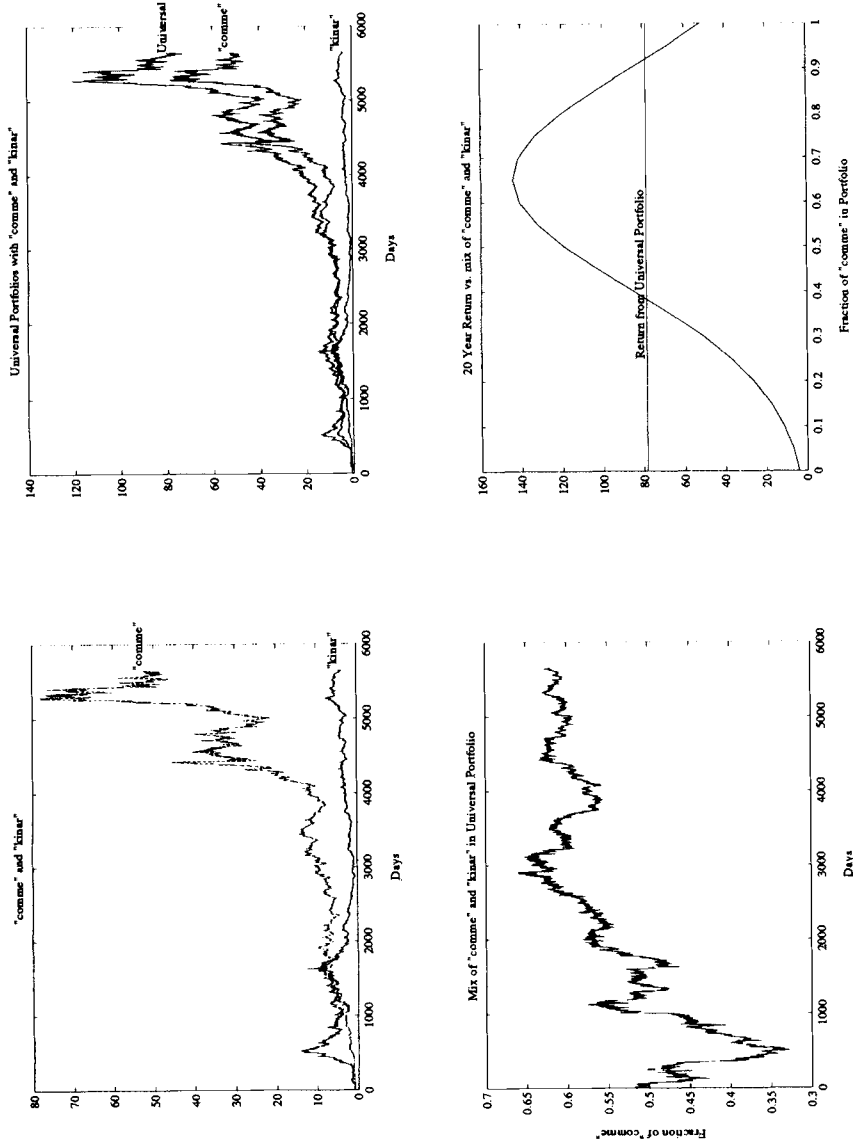 "comme" and "kinar"
80
70
60
50
40
30
20
10
0
"comme"
"kinar"
0 1000 2000 3000 4000 5000 6000
Days
Universal Portfolios with "comme" and "kinar"
140
120
100
80
60
40
20
0
Universal
"comme"
"kinar"
0 1000 2000 3000 4000 5000 6000
Days
Mix of "comme" and "kinar" in Universal Portfolio
Fraction of "comme"
0.7
0.65
0.6
0.55
0.5
0.45
0.4
0.35
0.3
0 1000 2000 3000 4000 5000 6000
Days
20 Year Return vs. mix of "comme" and "kinar"
160
140
120
100
80
60
40
20
0
Return from Universal Portfolio
0 0.1 0.2 0.3 0.4 0.5 0.6 0.7 0.8 0.9 1
Fraction of "comme" in Portfolio